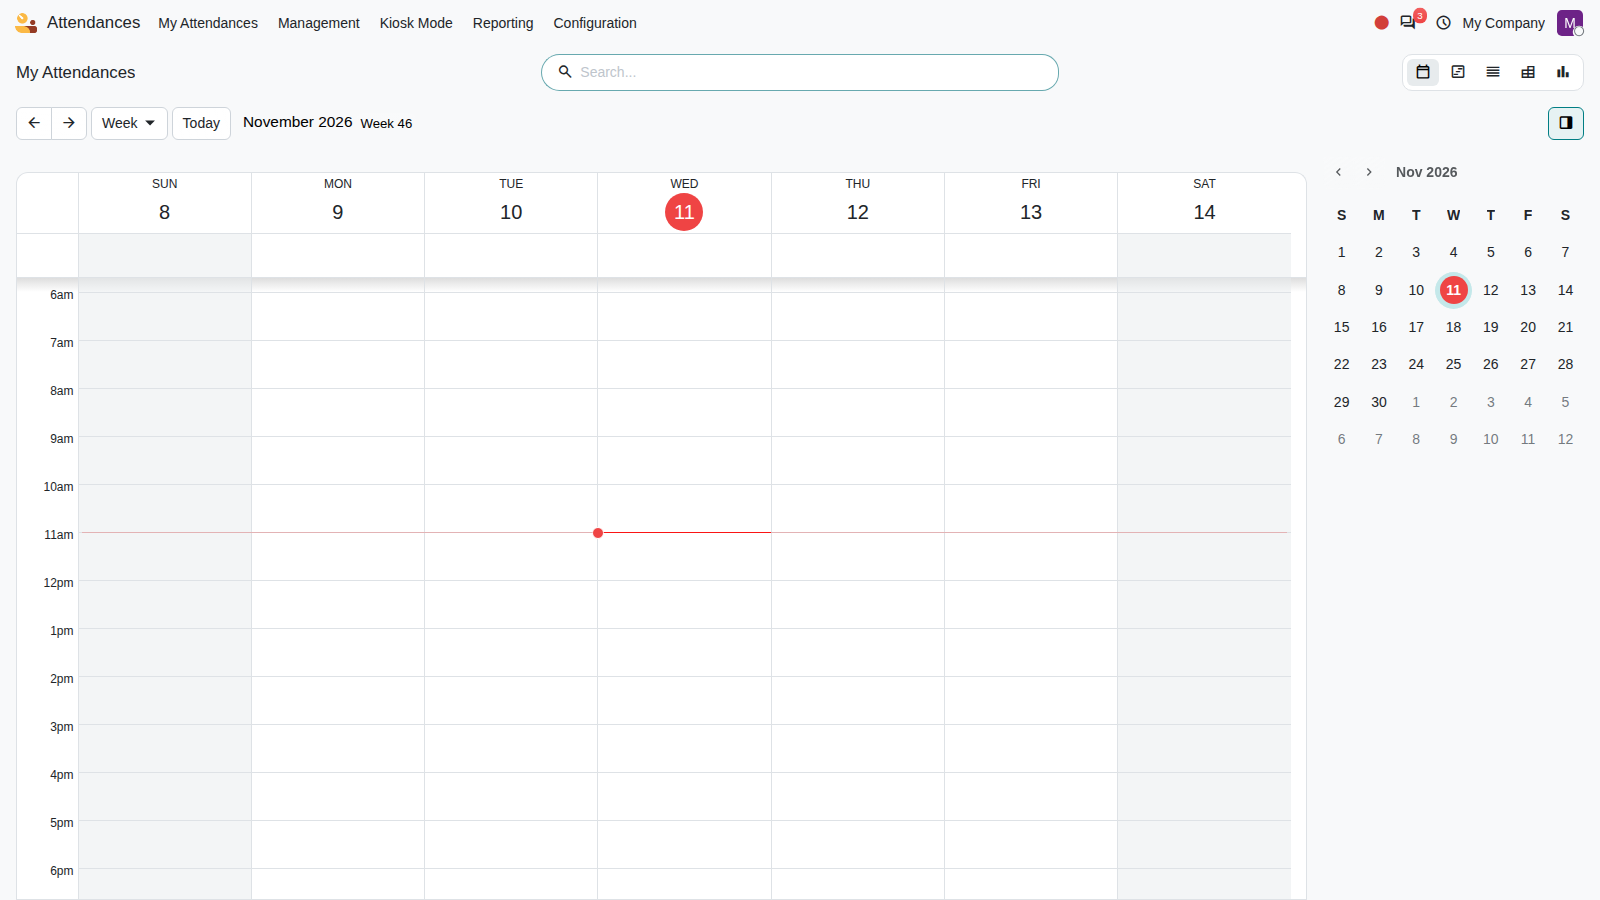 Attendances My Attendances Management Kiosk Mode Reporting Configuration 3 My Company M
My Attendances Search...
Week Today November 2026 Week 46
Nov 2026
SUN MON TUE WED THU FRI SAT
8 9 10 11 12 13 14
S M T W T F S
1 2 3 4 5 6 7
8 9 10 11 12 13 14
15 16 17 18 19 20 21
22 23 24 25 26 27 28
29 30 1 2 3 4 5
6 7 8 9 10 11 12
6am
7am
8am
9am
10am
11am
12pm
1pm
2pm
3pm
4pm
5pm
6pm